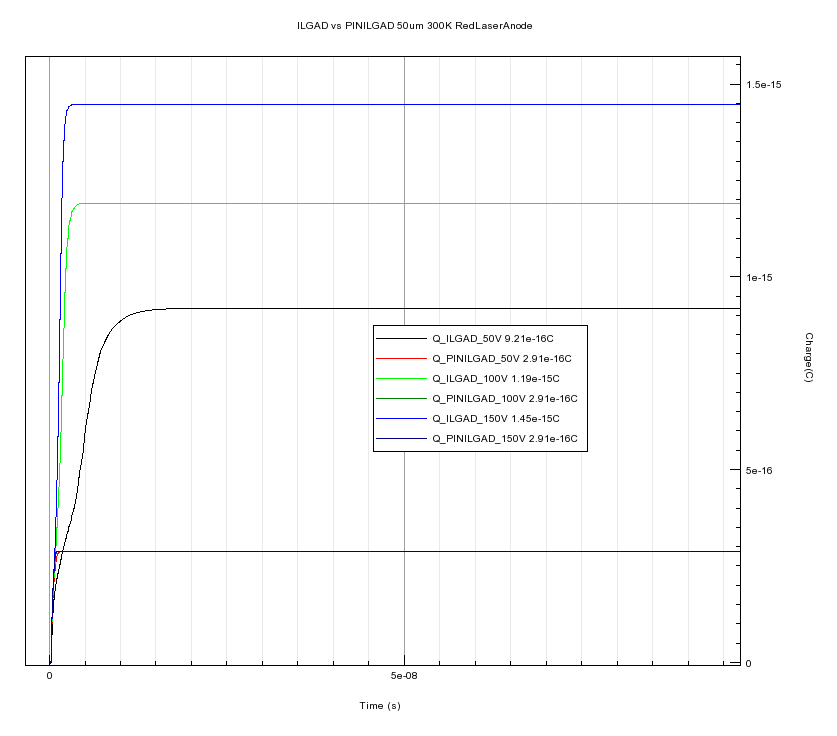 ILGAD vs PINILGAD 50um 300K RedLaserAnode
1.5e-15
1e-15
Q_ILGAD_50V 9.21e-16C
Q_PINILGAD_50V 2.91e-16C
Q_ILGAD_100V 1.19e-15C
Q_PINILGAD_100V 2.91e-16C
Q_ILGAD_150V 1.45e-15C
Q_PINILGAD_150V 2.91e-16C
Charge(C)
5e-16
0
0
5e-08
Time (s)